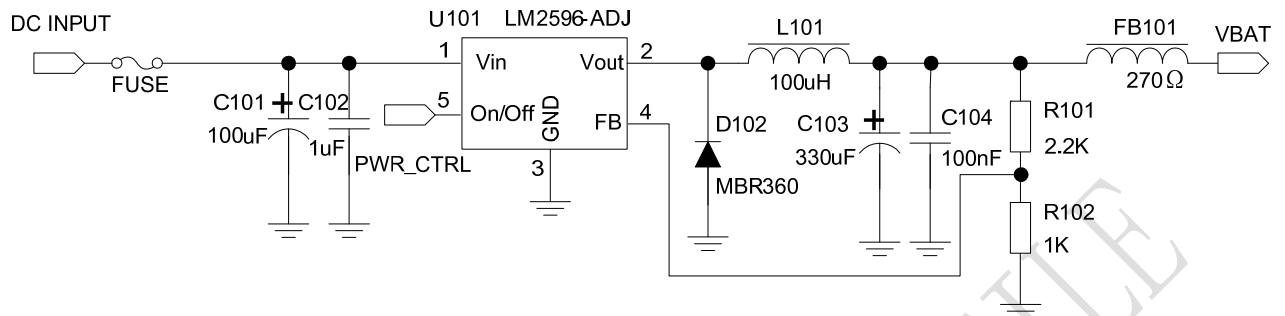 DC INPUT
FUSE
C101
100uF
+
C102
1uF
PWR_CTRL
U101 LM2596-ADJ
1
Vin
Vout
2
5
On/Off
GND
FB
4
3
D102
MBR360
L101
100uH
C103
330uF
+
C104
100nF
R101
2.2K
R102
1K
FB101
270Ω
VBAT